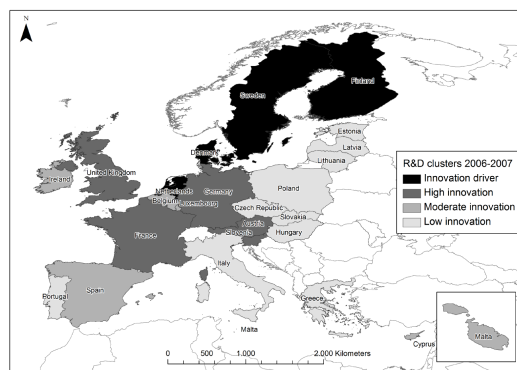 N
Finland
Sweden
Estonia
Latvia
Lithuania
Denmark
Ireland
United Kingdom
Netherlands
Belgium
Luxembourg
Germany
Poland
Czech Republic
Slovakia
Austria
Hungary
Slovenia
France
Italy
Portugal
Spain
Greece
Malta
Cyprus
Malta
R&D clusters 2006-2007
Innovation driver
High innovation
Moderate innovation
Low innovation
0 500 1.000 2.000 Kilometers